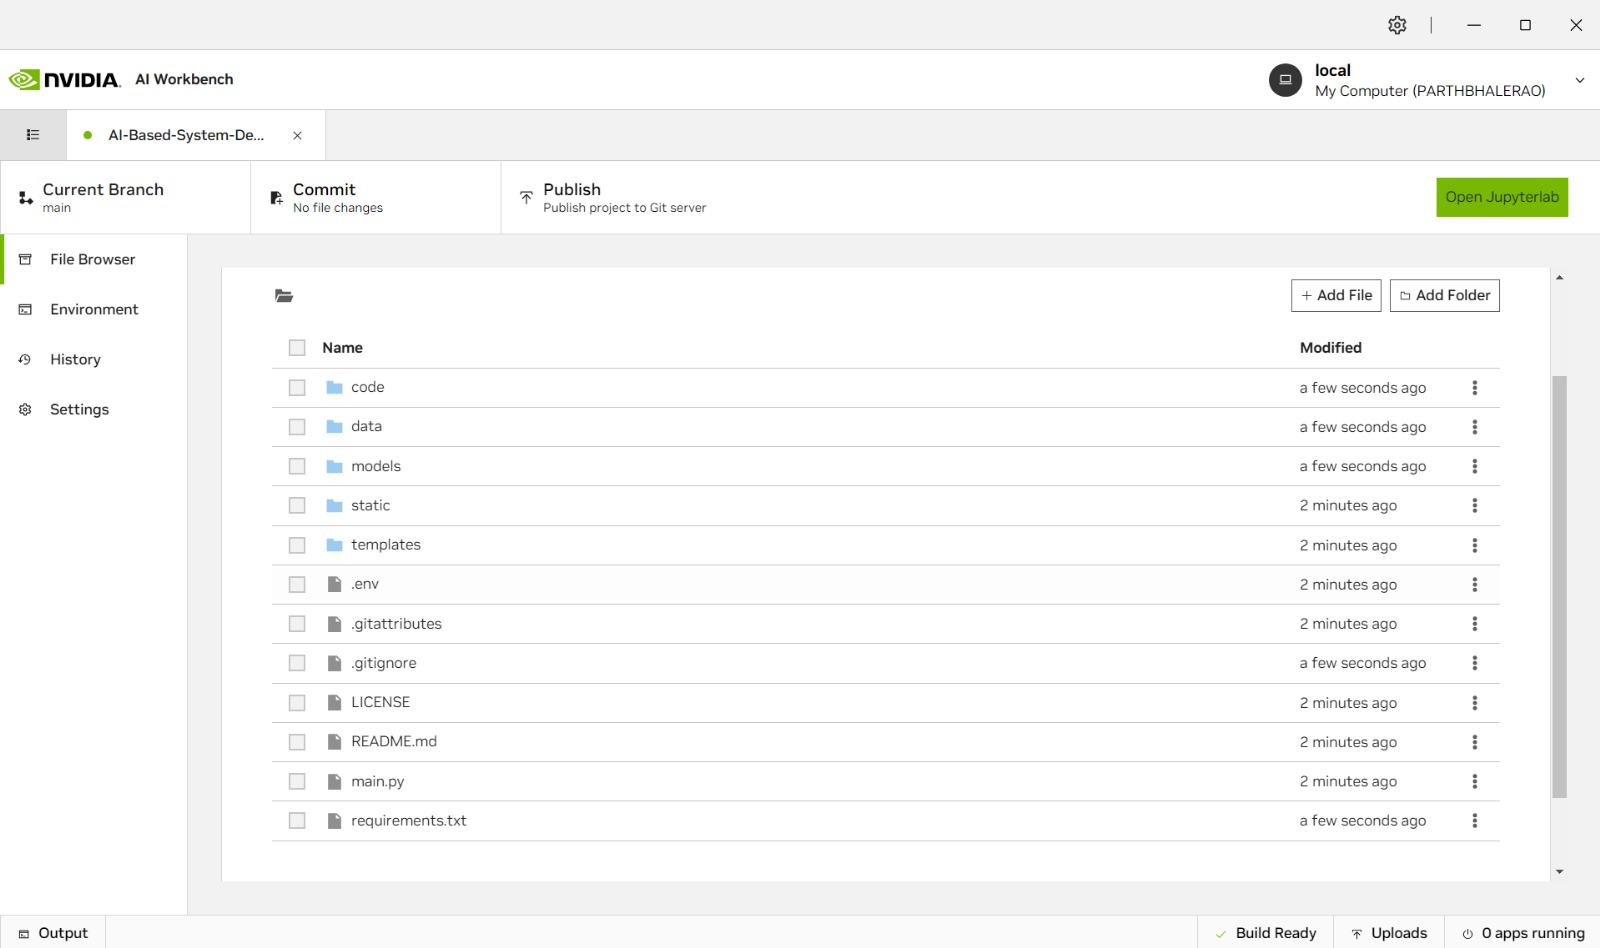 NVIDIA. AI Workbench
local
My Computer (PARTHBHALERAO)
AI-Based-System-De...
Current Branch
main
Commit
No file changes
Publish
Publish project to Git server
Open Jupyterlab
File Browser
Environment
History
Settings
+ Add File
Add Folder
Name Modified
code a few seconds ago
data a few seconds ago
models a few seconds ago
static 2 minutes ago
templates 2 minutes ago
.env 2 minutes ago
.gitattributes 2 minutes ago
.gitignore a few seconds ago
LICENSE 2 minutes ago
README.md 2 minutes ago
main.py 2 minutes ago
requirements.txt a few seconds ago
Output
Build Ready
Uploads
0 apps running